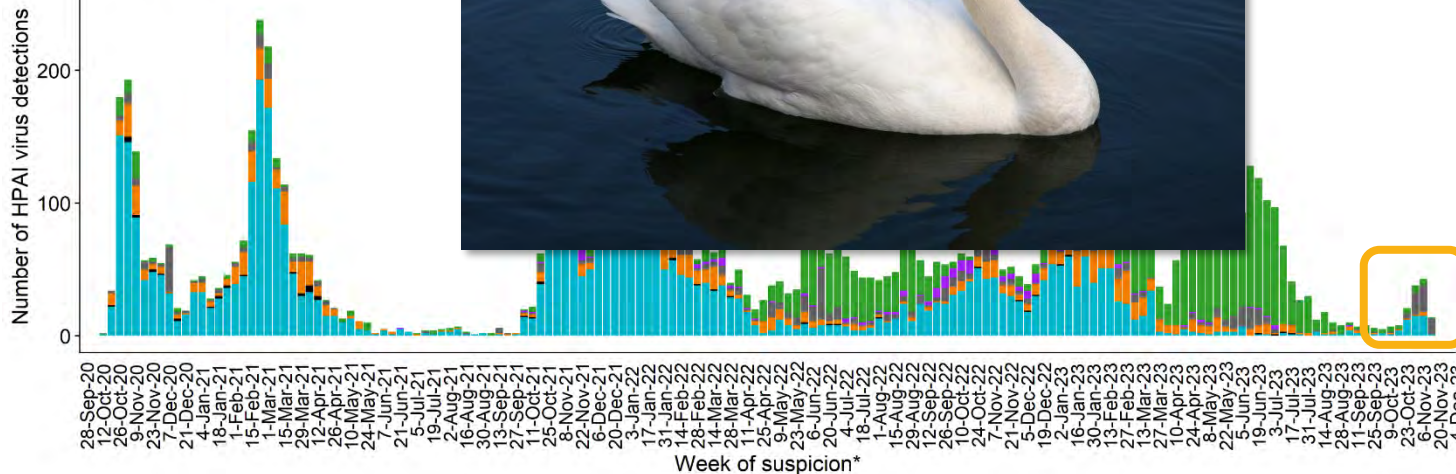 Number of HPAI virus detections
200
100
0
28-Sep-20
12-Oct-20
26-Oct-20
9-Nov-20
23-Nov-20
7-Dec-20
21-Dec-20
4-Jan-21
18-Jan-21
1-Feb-21
15-Feb-21
1-Mar-21
15-Mar-21
29-Mar-21
12-Apr-21
26-Apr-21
10-May-21
24-May-21
7-Jun-21
21-Jun-21
5-Jul-21
19-Jul-21
2-Aug-21
16-Aug-21
30-Aug-21
13-Sep-21
27-Sep-21
11-Oct-21
25-Oct-21
8-Nov-21
22-Nov-21
6-Dec-21
20-Dec-21
3-Jan-22
17-Jan-22
31-Jan-22
14-Feb-22
28-Feb-22
14-Mar-22
28-Mar-22
11-Apr-22
25-Apr-22
9-May-22
23-May-22
6-Jun-22
20-Jun-22
4-Jul-22
18-Jul-22
1-Aug-22
15-Aug-22
29-Aug-22
12-Sep-22
26-Sep-22
10-Oct-22
24-Oct-22
7-Nov-22
21-Nov-22
5-Dec-22
19-Dec-22
2-Jan-23
16-Jan-23
30-Jan-23
13-Feb-23
27-Feb-23
13-Mar-23
27-Mar-23
10-Apr-23
24-Apr-23
8-May-23
22-May-23
5-Jun-23
19-Jun-23
3-Jul-23
17-Jul-23
31-Jul-23
14-Aug-23
28-Aug-23
11-Sep-23
25-Sep-23
9-Oct-23
23-Oct-23
6-Nov-23
20-Nov-23
Week of suspicion*